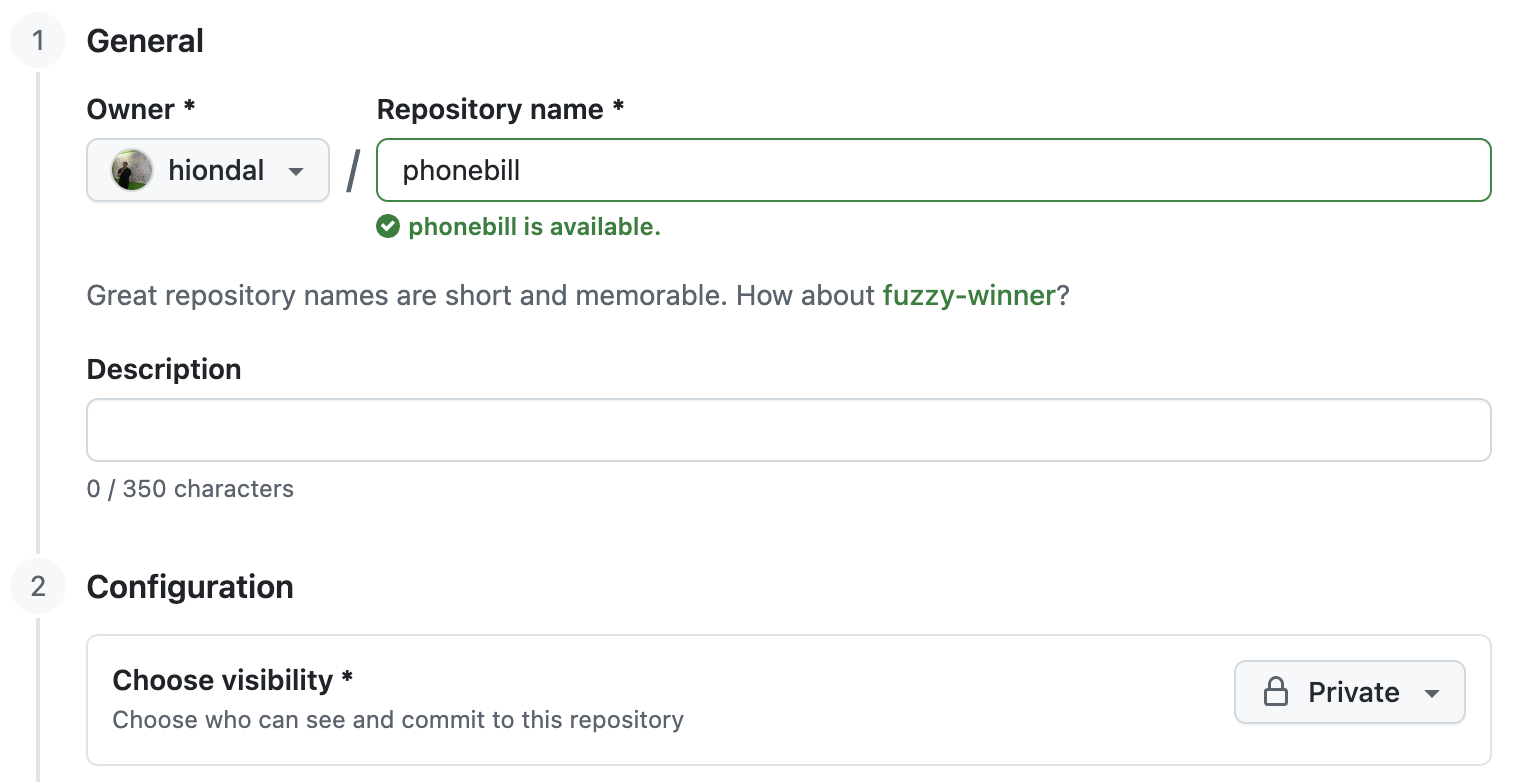 1 General
Owner * Repository name *
hiondal / phonebill
phonebill is available.
Great repository names are short and memorable. How about fuzzy-winner?
Description
0 / 350 characters
2 Configuration
Choose visibility *
Private
Choose who can see and commit to this repository